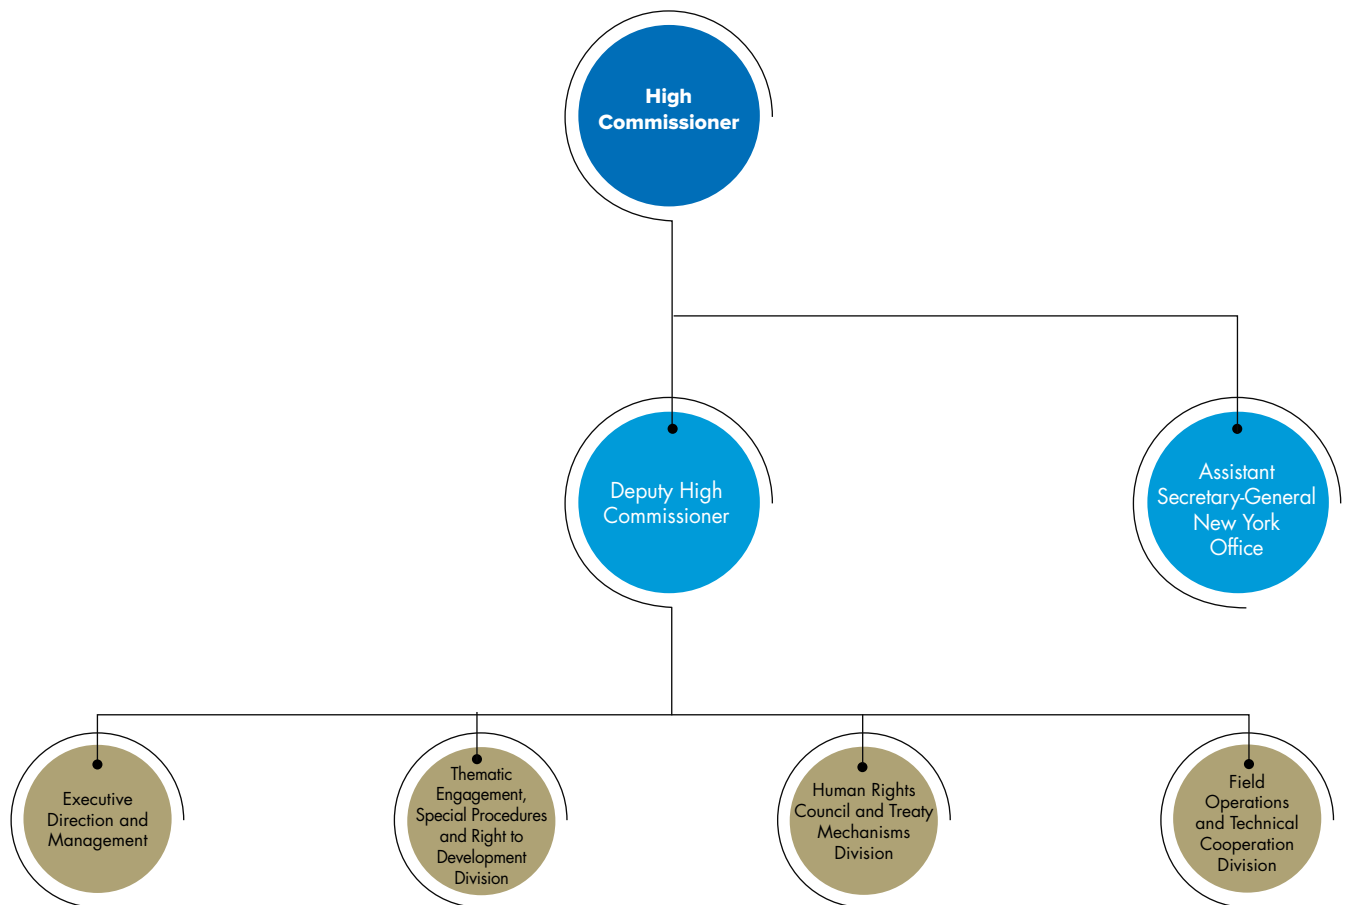 High
Commissioner
Deputy High
Commissioner
Assistant
Secretary-General
New York
Office
Executive
Direction and
Management
Thematic
Engagement,
Special Procedures
and Right to
Development
Division
Human Rights
Council and Treaty
Mechanisms
Division
Field
Operations
and Technical
Cooperation
Division